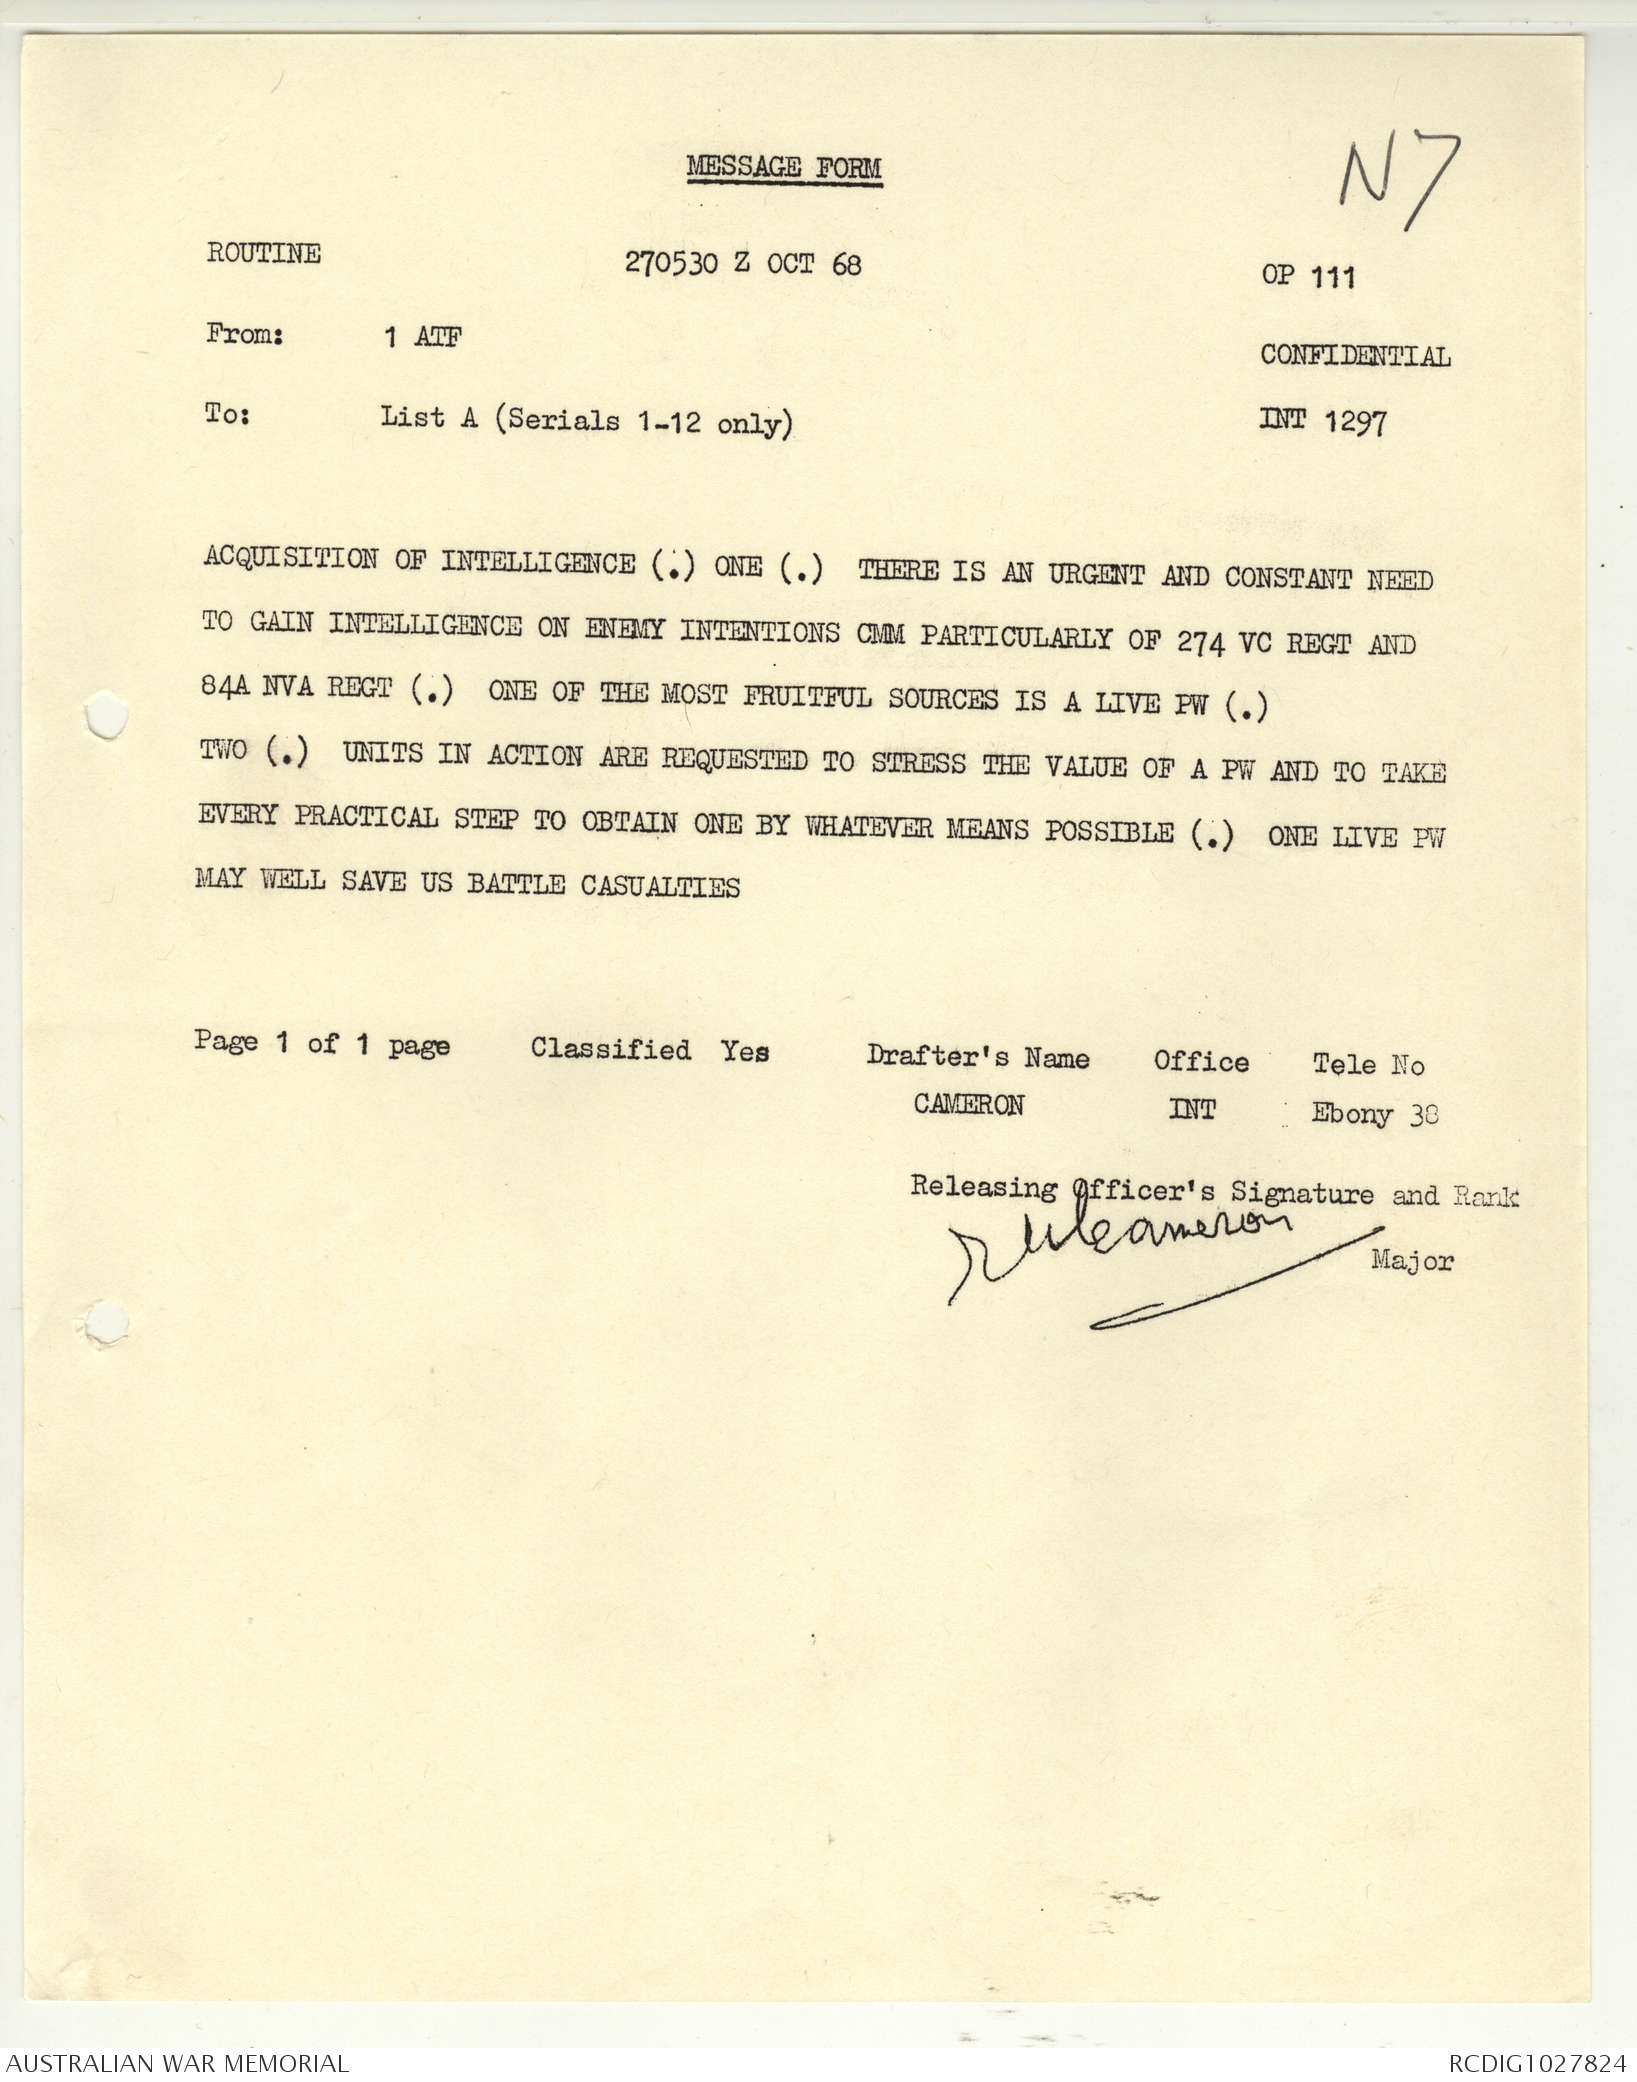 N7
MESSAGE FORM
ROUTINE 270530 Z OCT 68 OP 111
From: 1 ATF CONFIDENTIAL
To: List A (Serials 1-12 only) INT 1297
ACQUISITION OF INTELLIGENCE (.) ONE (.) THERE IS AN URGENT AND CONSTANT NEED
TO GAIN INTELLIGENCE ON ENEMY INTENTIONS CMM PARTICULARLY OF 274 VC REGT AND
84A NVA REGT (.) ONE OF THE MOST FRUITFUL SOURCES IS A LIVE PW (.)
TWO (.) UNITS IN ACTION ARE REQUESTED TO STRESS THE VALUE OF A PW AND TO TAKE
EVERY PRACTICAL STEP TO OBTAIN ONE BY WHATEVER MEANS POSSIBLE (.) ONE LIVE PW
MAY WELL SAVE US BATTLE CASUALTIES
Page 1 of 1 page Classified Yes Drafter's Name Office Tele No
CAMERON INT Ebony 38
Releasing Officer's Signature and Rank
Cameron
Major
AUSTRALIAN WAR MEMORIAL RCDIG1027824